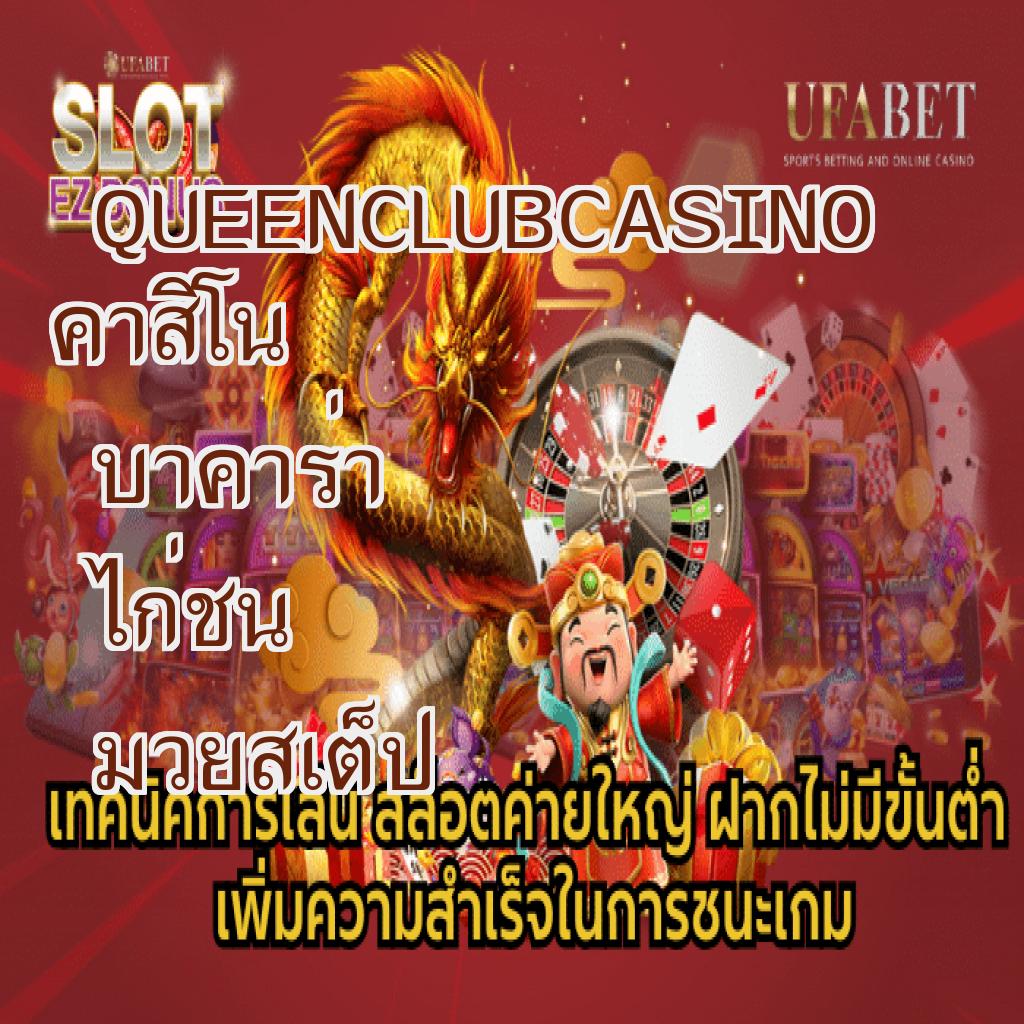 UFABET
SLOT
EZ BONUS
UFABET
SPORTS BETTING AND ONLINE CASINO
QUEENCLUBCASINO
คาสิโน
บาคาร่า
ไก่ชน
มวยสเต็ป
เทคนิคการเล่น สล็อตค่ายใหญ่ ฝากไม่มีขั้นต่ำ
เพิ่มความสำเร็จในการชนะเกม